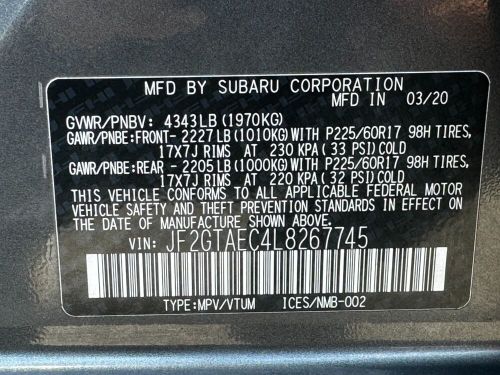 MFD BY SUBARU CORPORATION
MFD IN 03/20
GVWR/PNBV: 4343LB (1970KG)
GAWR/PNBE:FRONT- 2227LB (1010KG) WITH P225/60R17 98H TIRES,
17X7J RIMS AT 230 KPA (33 PSI) COLD
GAWR/PNBE:REAR - 2205LB (1000KG) WITH P225/60R17 98H TIRES,
17X7J RIMS AT 220 KPA (32 PSI) COLD
THIS VEHICLE CONFORMS TO ALL APPLICABLE FEDERAL MOTOR
VEHICLE SAFETY AND THEFT PREVENTION STANDARDS IN EFFECT ON
THE DATE OF MANUFACTURE SHOWN ABOVE.
VIN: JF2GTAEC4L8267745
TYPE:MPV/VTUM ICES/NMB-002